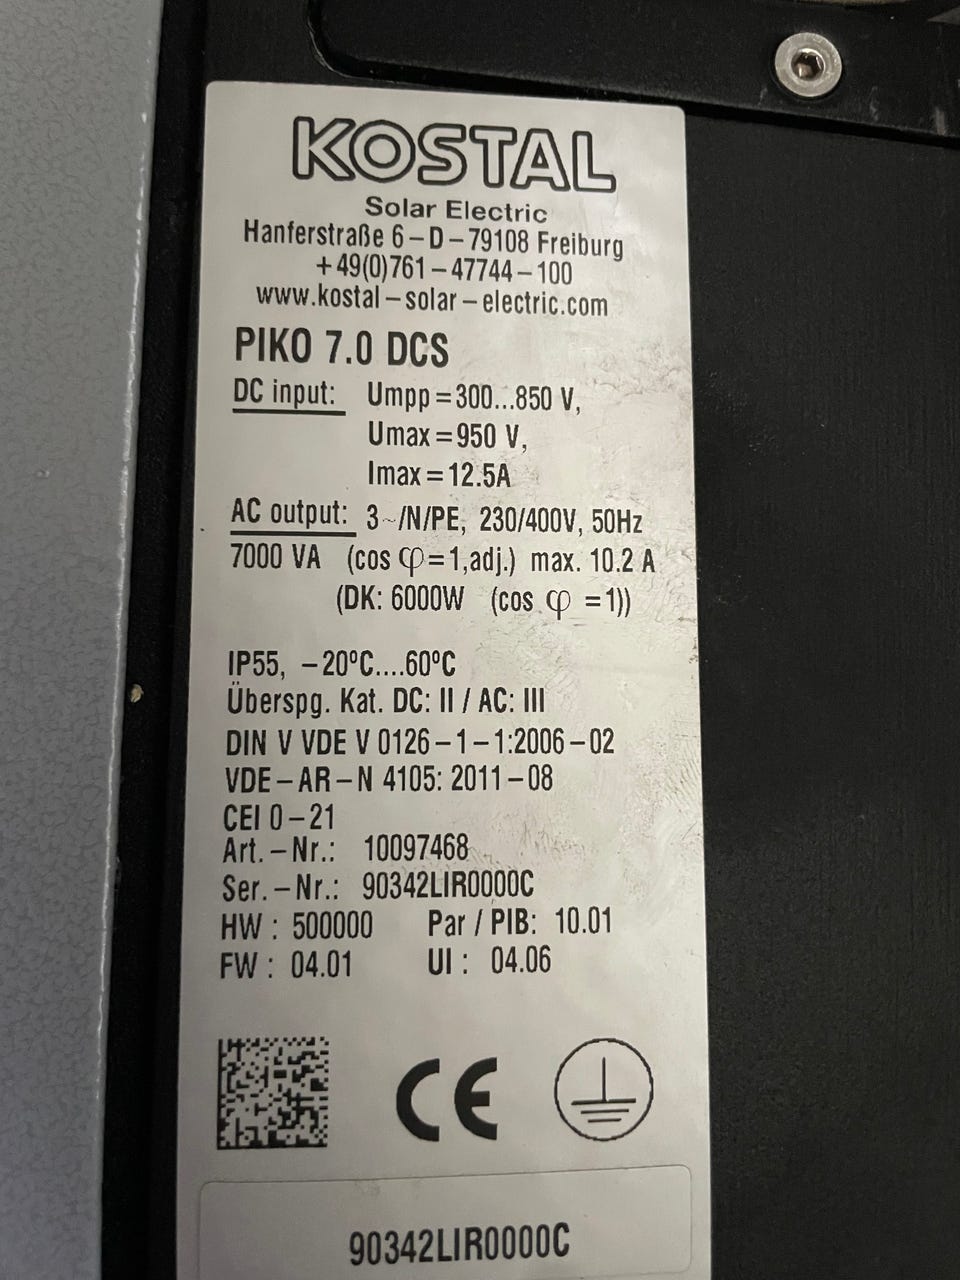 KOSTAL
Solar Electric
Hanferstraße 6-D-79108 Freiburg
+49(0)761-47744-100
www.kostal-solar-electric.com
PIKO 7.0 DCS
DC input: Umpp=300...850 V,
Umax=950 V,
Imax=12.5A
AC output: 3~/N/PE, 230/400V, 50Hz
7000 VA (cos φ=1,adj.) max. 10.2 A
(DK: 6000W (cos φ =1))
IP55, -20ºC....60ºC
Überspg. Kat. DC: II / AC: III
DIN V VDE V 0126-1-1:2006-02
VDE-AR-N 4105: 2011-08
CEI 0-21
Art.-Nr.: 10097468
Ser.-Nr.: 90342LIR0000C
HW : 500000 Par / PIB: 10.01
FW : 04.01 UI : 04.06
CE
90342LIR0000C